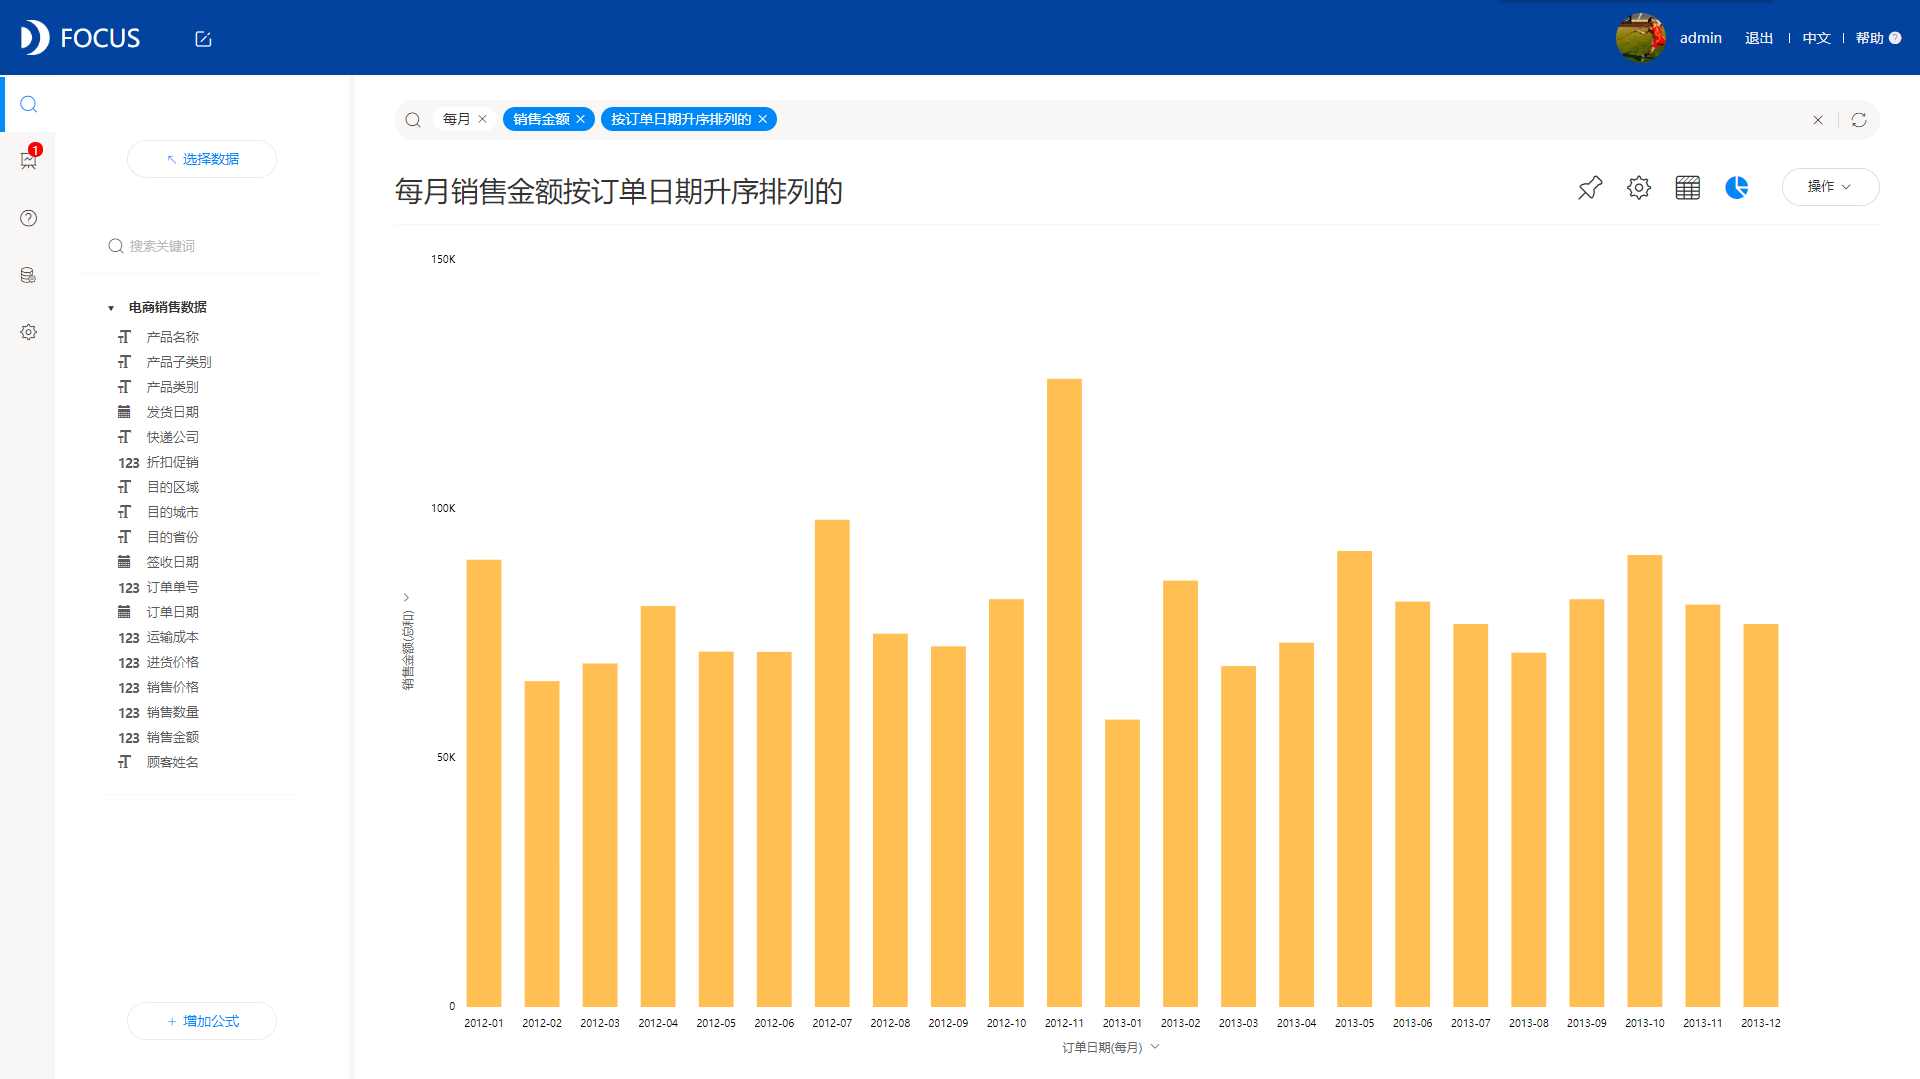 FOCUS
admin 退出 中文 帮助 ?
1
选择数据
搜索关键词
电商销售数据
产品名称
产品子类别
产品类别
发货日期
快递公司
123 折扣促销
目的区域
目的城市
目的省份
签收日期
123 订单单号
订单日期
123 运输成本
123 进货价格
123 销售价格
123 销售数量
123 销售金额
顾客姓名
+ 增加公式
每月 × 销售金额 × 按订单日期升序排列的 ×
每月销售金额按订单日期升序排列的
操作
150K
100K
50K
0
销售金额(总和)
2012-01 2012-02 2012-03 2012-04 2012-05 2012-06 2012-07 2012-08 2012-09 2012-10 2012-11 2013-01 2013-02 2013-03 2013-04 2013-05 2013-06 2013-07 2013-08 2013-09 2013-10 2013-11 2013-12
订单日期(每月)